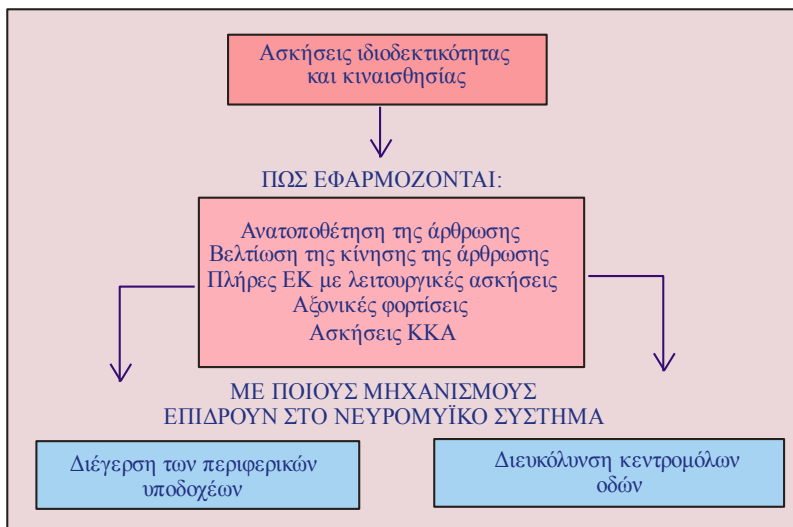 Ασκήσεις ιδιοδεκτικότητας
και κιναισθησίας
ΠΩΣ ΕΦΑΡΜΟΖΟΝΤΑΙ:
Ανατοποθέτηση της άρθρωσης
Βελτίωση της κίνησης της άρθρωσης
Πλήρες ΕΚ με λειτουργικές ασκήσεις
Αξονικές φορτίσεις
Ασκήσεις ΚΚΑ
ΜΕ ΠΟΙΟΥΣ ΜΗΧΑΝΙΣΜΟΥΣ
ΕΠΙΔΡΟΥΝ ΣΤΟ ΝΕΥΡΟΜΥΪΚΟ ΣΥΣΤΗΜΑ
Διέγερση των περιφερικών
υποδοχέων
Διευκόλυνση κεντρομόλων
οδών